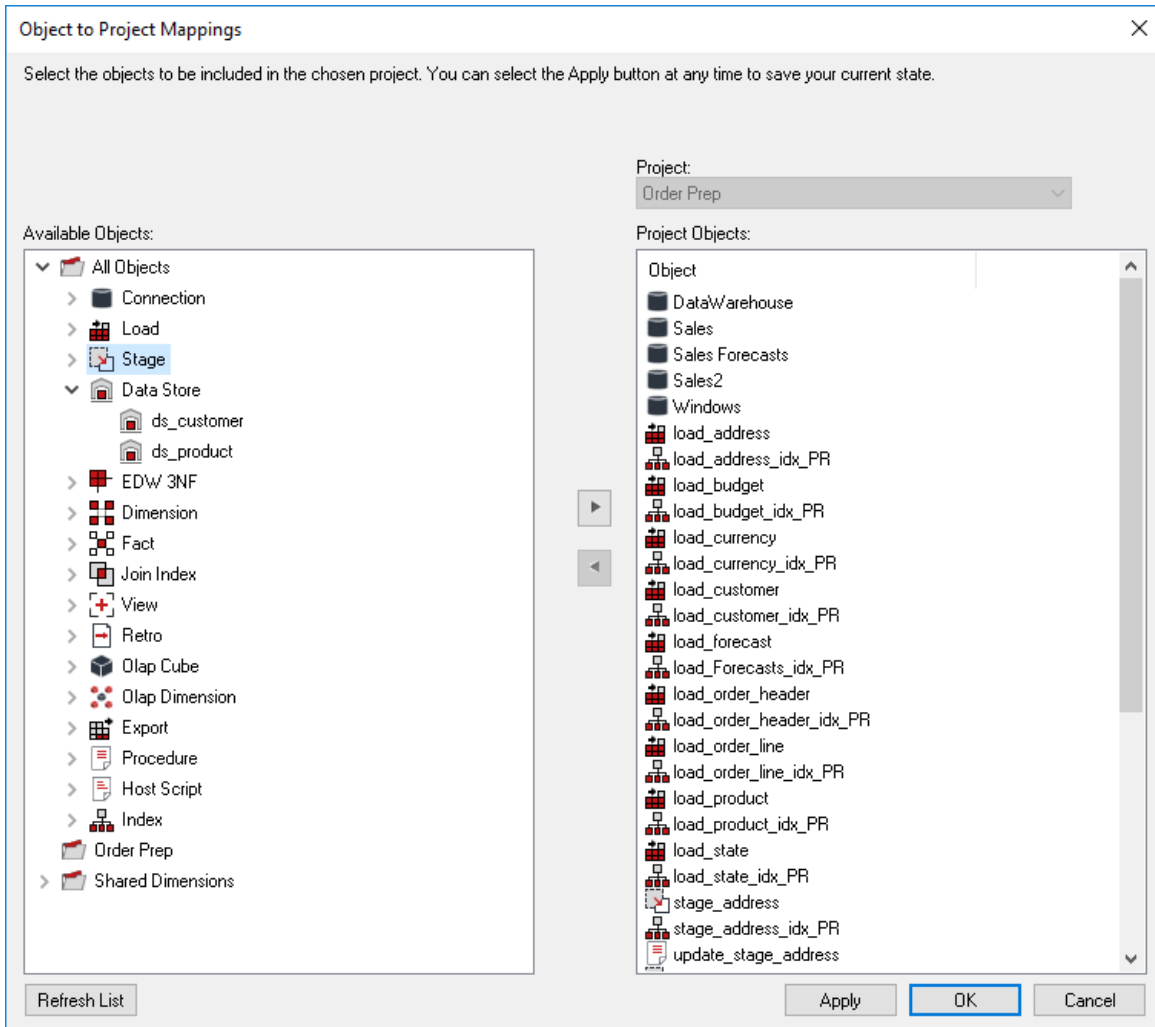 Object to Project Mappings
Select the objects to be included in the chosen project. You can select the Apply button at any time to save your current state.
Project:
Order Prep
Available Objects:
All Objects
Connection
Load
Stage
Data Store
ds_customer
ds_product
EDW 3NF
Dimension
Fact
Join Index
View
Retro
Olap Cube
Olap Dimension
Export
Procedure
Host Script
Index
Order Prep
Shared Dimensions
Project Objects:
Object
DataWarehouse
Sales
Sales Forecasts
Sales2
Windows
load_address
load_address_idx_PR
load_budget
load_budget_idx_PR
load_currency
load_currency_idx_PR
load_customer
load_customer_idx_PR
load_forecast
load_Forecasts_idx_PR
load_order_header
load_order_header_idx_PR
load_order_line
load_order_line_idx_PR
load_product
load_product_idx_PR
load_state
load_state_idx_PR
stage_address
stage_address_idx_PR
update_stage_address
Refresh List
Apply
OK
Cancel